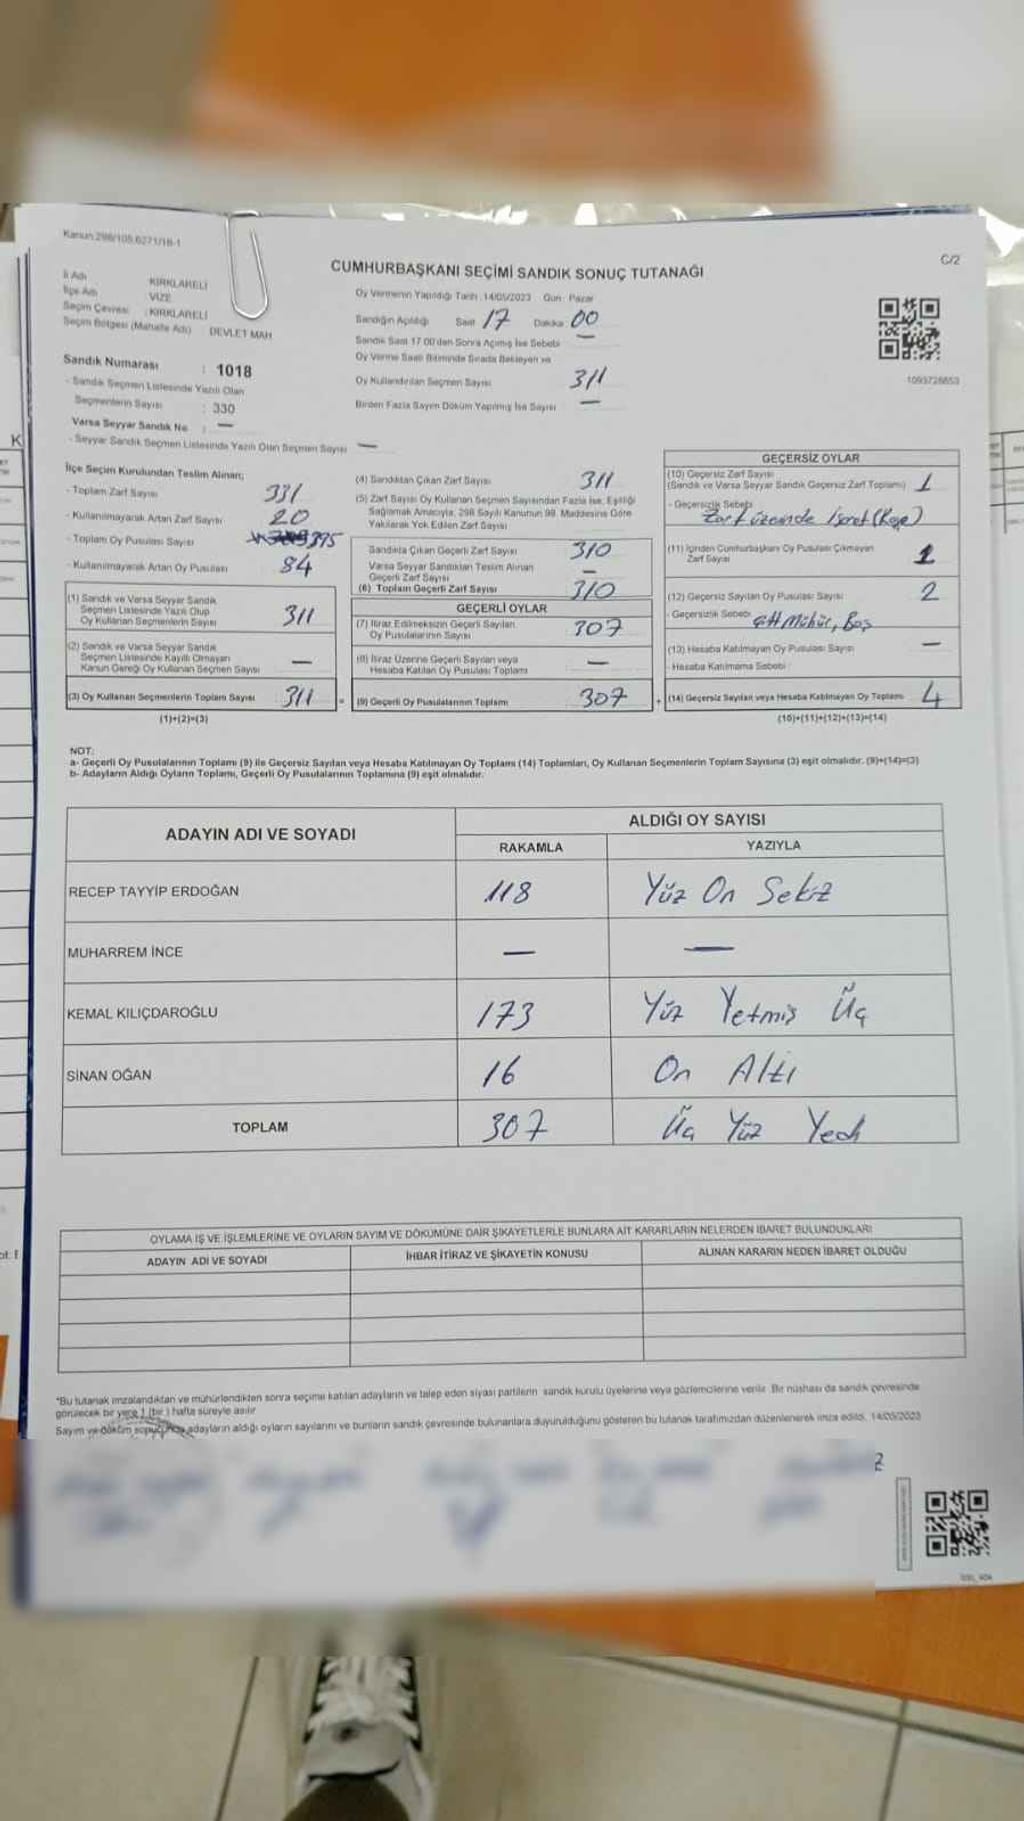 Kanun 298/105,6271/18-1
C/2
CUMHURBAŞKANI SEÇİMİ SANDIK SONUÇ TUTANAĞI
İl Adı KIRKLARELİ
İlçe Adı VİZE
Seçim Çevresi : KIRKLARELİ
Seçim Bölgesi (Mahalle Adı) DEVLET MAH
Oy Vermenin Yapıldığı Tarih : 14/05/2023 Gün : Pazar
Sandığın Açıldığı Saat 17 Dakika 00
Sandık Saat 17.00'den Sonra Açılmış İse Sebebi —
Oy Verme Saati Bitiminde Sırada Bekleyen ve
Oy Kullandırılan Seçmen Sayısı 311
Birden Fazla Sayım Döküm Yapılmış İse Sayısı —
1093728653
Sandık Numarası : 1018
- Sandık Seçmen Listesinde Yazılı Olan
Seçmenlerin Sayısı : 330
Varsa Seyyar Sandık No : —
- Seyyar Sandık Seçmen Listesinde Yazılı Olan Seçmen Sayısı —
İlçe Seçim Kurulundan Teslim Alınan;
- Toplam Zarf Sayısı 331
- Kullanılmayarak Artan Zarf Sayısı 20
- Toplam Oy Pusulası Sayısı 395
- Kullanılmayarak Artan Oy Pusulası 84
(1) Sandık ve Varsa Seyyar Sandık
Seçmen Listesinde Yazılı Olup
Oy Kullanan Seçmenlerin Sayısı 311
(2) Sandık ve Varsa Seyyar Sandık
Seçmen Listesinde Kayıtlı Olmayan
Kanun Gereği Oy Kullanan Seçmen Sayısı —
(3) Oy Kullanan Seçmenlerin Toplam Sayısı 311 =
(1)+(2)=(3)
(4) Sandıktan Çıkan Zarf Sayısı 311
(5) Zarf Sayısı Oy Kullanan Seçmen Sayısından Fazla İse, Eşitliği
Sağlamak Amacıyla, 298 Sayılı Kanunun 98. Maddesine Göre
Yakılarak Yok Edilen Zarf Sayısı
Sandıkta Çıkan Geçerli Zarf Sayısı 310
Varsa Seyyar Sandıktan Teslim Alınan
Geçerli Zarf Sayısı —
(6) Toplam Geçerli Zarf Sayısı 310
GEÇERLİ OYLAR
(7) İtiraz Edilmeksizin Geçerli Sayılan
Oy Pusulalarının Sayısı 307
(8) İtiraz Üzerine Geçerli Sayılan veya
Hesaba Katılan Oy Pusulası Toplamı —
(9) Geçerli Oy Pusulalarının Toplamı 307 +
GEÇERSİZ OYLAR
(10) Geçersiz Zarf Sayısı
(Sandık ve Varsa Seyyar Sandık Geçersiz Zarf Toplamı) 1
- Geçersizlik Sebebi
Zarf üzerinde İşaret (Kaşe)
(11) İçinden Cumhurbaşkanı Oy Pusulası Çıkmayan
Zarf Sayısı 1
(12) Geçersiz Sayılan Oy Pusulası Sayısı 2
- Geçersizlik Sebebi Çift Mühür, Boş
(13) Hesaba Katılmayan Oy Pusulası Sayısı —
- Hesaba Katılmama Sebebi
(14) Geçersiz Sayılan veya Hesaba Katılmayan Oy Toplamı 4
(10)+(11)+(12)+(13)=(14)
NOT:
a- Geçerli Oy Pusulalarının Toplamı (9) ile Geçersiz Sayılan veya Hesaba Katılmayan Oy Toplamı (14) Toplamları, Oy Kullanan Seçmenlerin Toplam Sayısına (3) eşit olmalıdır. (9)+(14)=(3)
b- Adayların Aldığı Oyların Toplamı, Geçerli Oy Pusulalarının Toplamına (9) eşit olmalıdır.
ADAYIN ADI VE SOYADI ALDIĞI OY SAYISI
RAKAMLA YAZIYLA
RECEP TAYYİP ERDOĞAN 118 Yüz On Sekiz
MUHARREM İNCE — —
KEMAL KILIÇDAROĞLU 173 Yüz Yetmiş Üç
SİNAN OĞAN 16 On Altı
TOPLAM 307 Üç Yüz Yedi
OYLAMA İŞ VE İŞLEMLERİNE VE OYLARIN SAYIM VE DÖKÜMÜNE DAİR ŞİKAYETLERLE BUNLARA AİT KARARLARIN NELERDEN İBARET BULUNDUKLARI
ADAYIN ADI VE SOYADI İHBAR İTİRAZ VE ŞİKAYETİN KONUSU ALINAN KARARIN NEDEN İBARET OLDUĞU
*Bu tutanak imzalandıktan ve mühürlendikten sonra seçime katılan adayların ve talep eden siyasi partilerin sandık kurulu üyelerine veya gözlemcilerine verilir. Bir nüshası da sandık çevresinde
görülecek bir yere 1 (bir ) hafta süreyle asılır
Sayım ve döküm sonucunda adayların aldığı oyların sayılarını ve bunların sandık çevresinde bulunanlara duyurulduğunu gösteren bu tutanak tarafımızdan düzenlenerek imza edildi. 14/05/2023